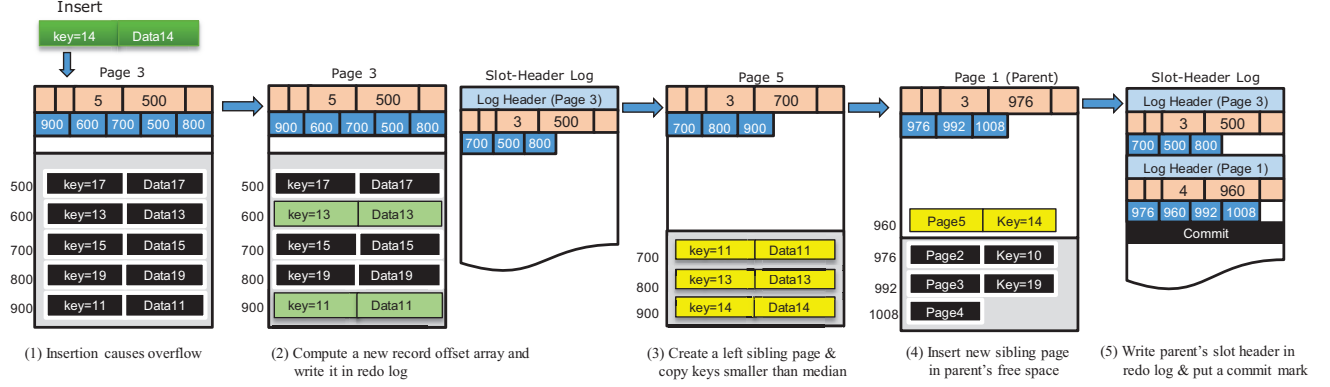 Insert
key=14 Data14
Page 3
5 500
900 600 700 500 800
500 key=17 Data17
600 key=13 Data13
700 key=15 Data15
800 key=19 Data19
900 key=11 Data11
(1) Insertion causes overflow
Page 3
5 500
900 600 700 500 800
500 key=17 Data17
600 key=13 Data13
700 key=15 Data15
800 key=19 Data19
900 key=11 Data11
Slot-Header Log
Log Header (Page 3)
3 500
700 500 800
(2) Compute a new record offset array and
write it in redo log
Page 5
3 700
700 800 900
700 key=11 Data11
800 key=13 Data13
900 key=14 Data14
(3) Create a left sibling page &
copy keys smaller than median
Page 1 (Parent)
3 976
976 992 1008
960 Page5 Key=14
976 Page2 Key=10
992 Page3 Key=19
1008 Page4
(4) Insert new sibling page
in parent's free space
Slot-Header Log
Log Header (Page 3)
3 500
700 500 800
Log Header (Page 1)
4 960
976 960 992 1008
Commit
(5) Write parent's slot header in
redo log & put a commit mark